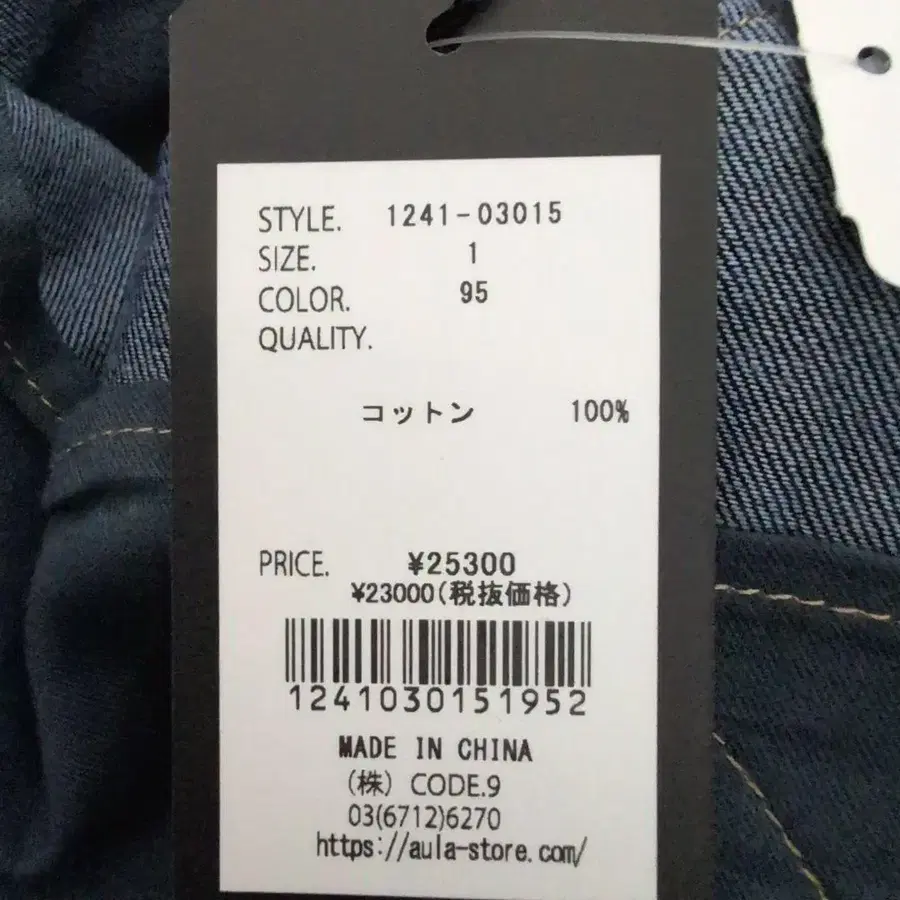 STYLE. 1241-03015
SIZE. 1
COLOR. 95
QUALITY.
コットン 100%
PRICE. ¥25300
¥23000(税抜価格)
1241030151952
MADE IN CHINA
(株) CODE.9
03(6712)6270
https://aula-store.com/